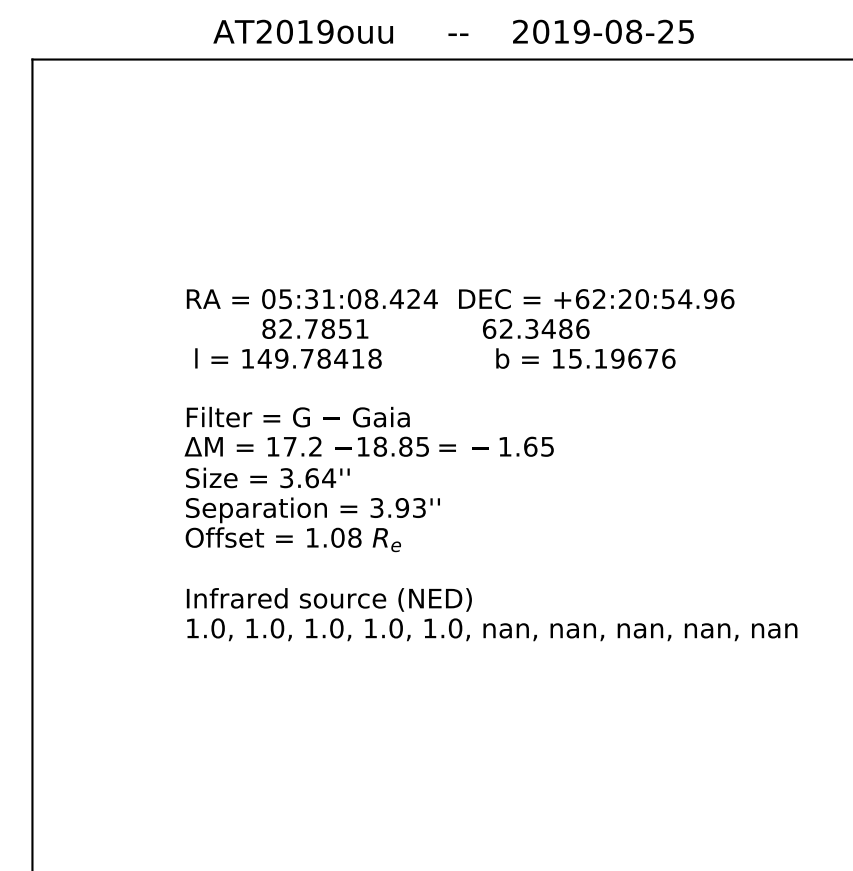 AT2019ouu -- 2019-08-25
RA = 05:31:08.424 DEC = +62:20:54.96
82.7851 62.3486
l = 149.78418 b = 15.19676
Filter = G − Gaia
ΔM = 17.2 −18.85 = −1.65
Size = 3.64''
Separation = 3.93''
Offset = 1.08 Re
Infrared source (NED)
1.0, 1.0, 1.0, 1.0, 1.0, nan, nan, nan, nan, nan